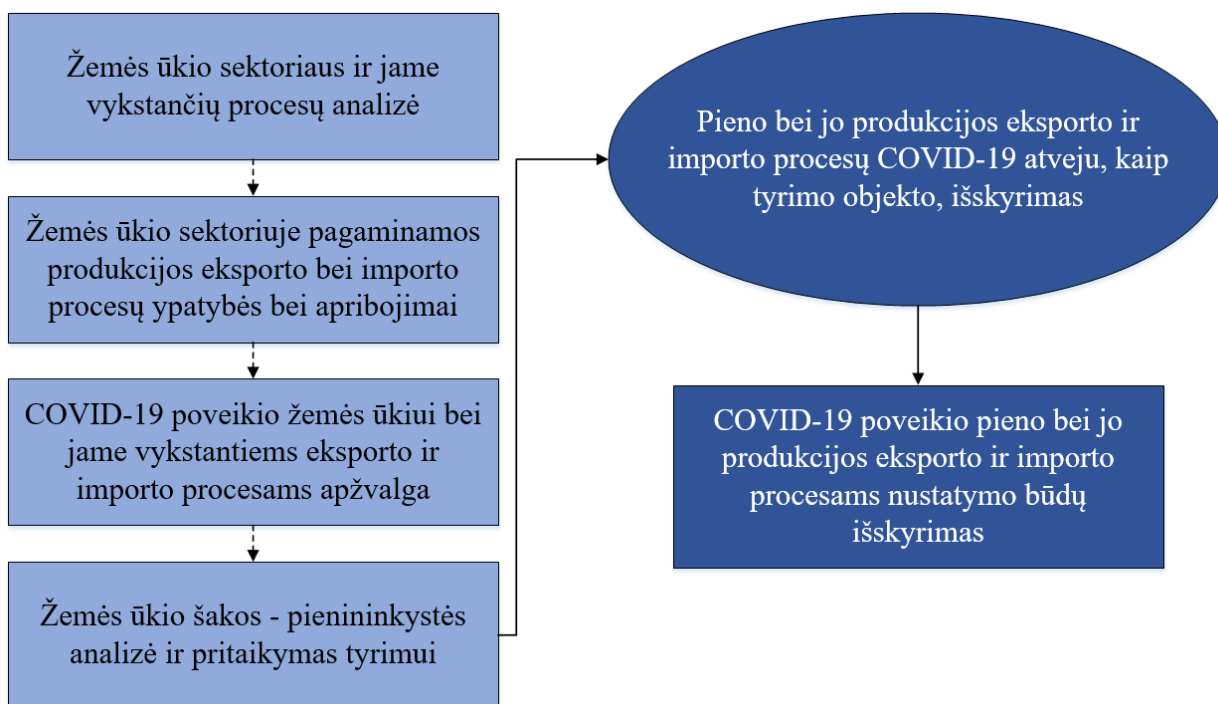 Žemės ūkio sektoriaus ir jame
vykstančių procesų analizė
Žemės ūkio sektoriuje pagaminamos
produkcijos eksporto bei importo
procesų ypatybės bei apribojimai
COVID-19 poveikio žemės ūkiui bei
jame vykstantiems eksporto ir
importo procesams apžvalga
Žemės ūkio šakos - pienininkystės
analizė ir pritaikymas tyrimui
Pieno bei jo produkcijos eksporto ir
importo procesų COVID-19 atveju, kaip
tyrimo objekto, išskyrimas
COVID-19 poveikio pieno bei jo
produkcijos eksporto ir importo
procesams nustatymo būdų
išskyrimas